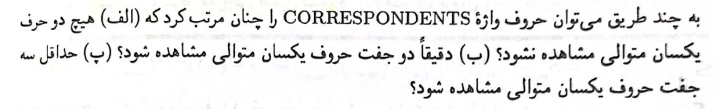 به چند طریق می‌توان حروف واژهٔ CORRESPONDENTS را چنان مرتب کرد که (الف) هیچ دو حرف
یکسان متوالی مشاهده نشود؟ (ب) دقیقاً دو جفت حروف یکسان متوالی مشاهده شود؟ (پ) حداقل سه
جفت حروف یکسان متوالی مشاهده شود؟